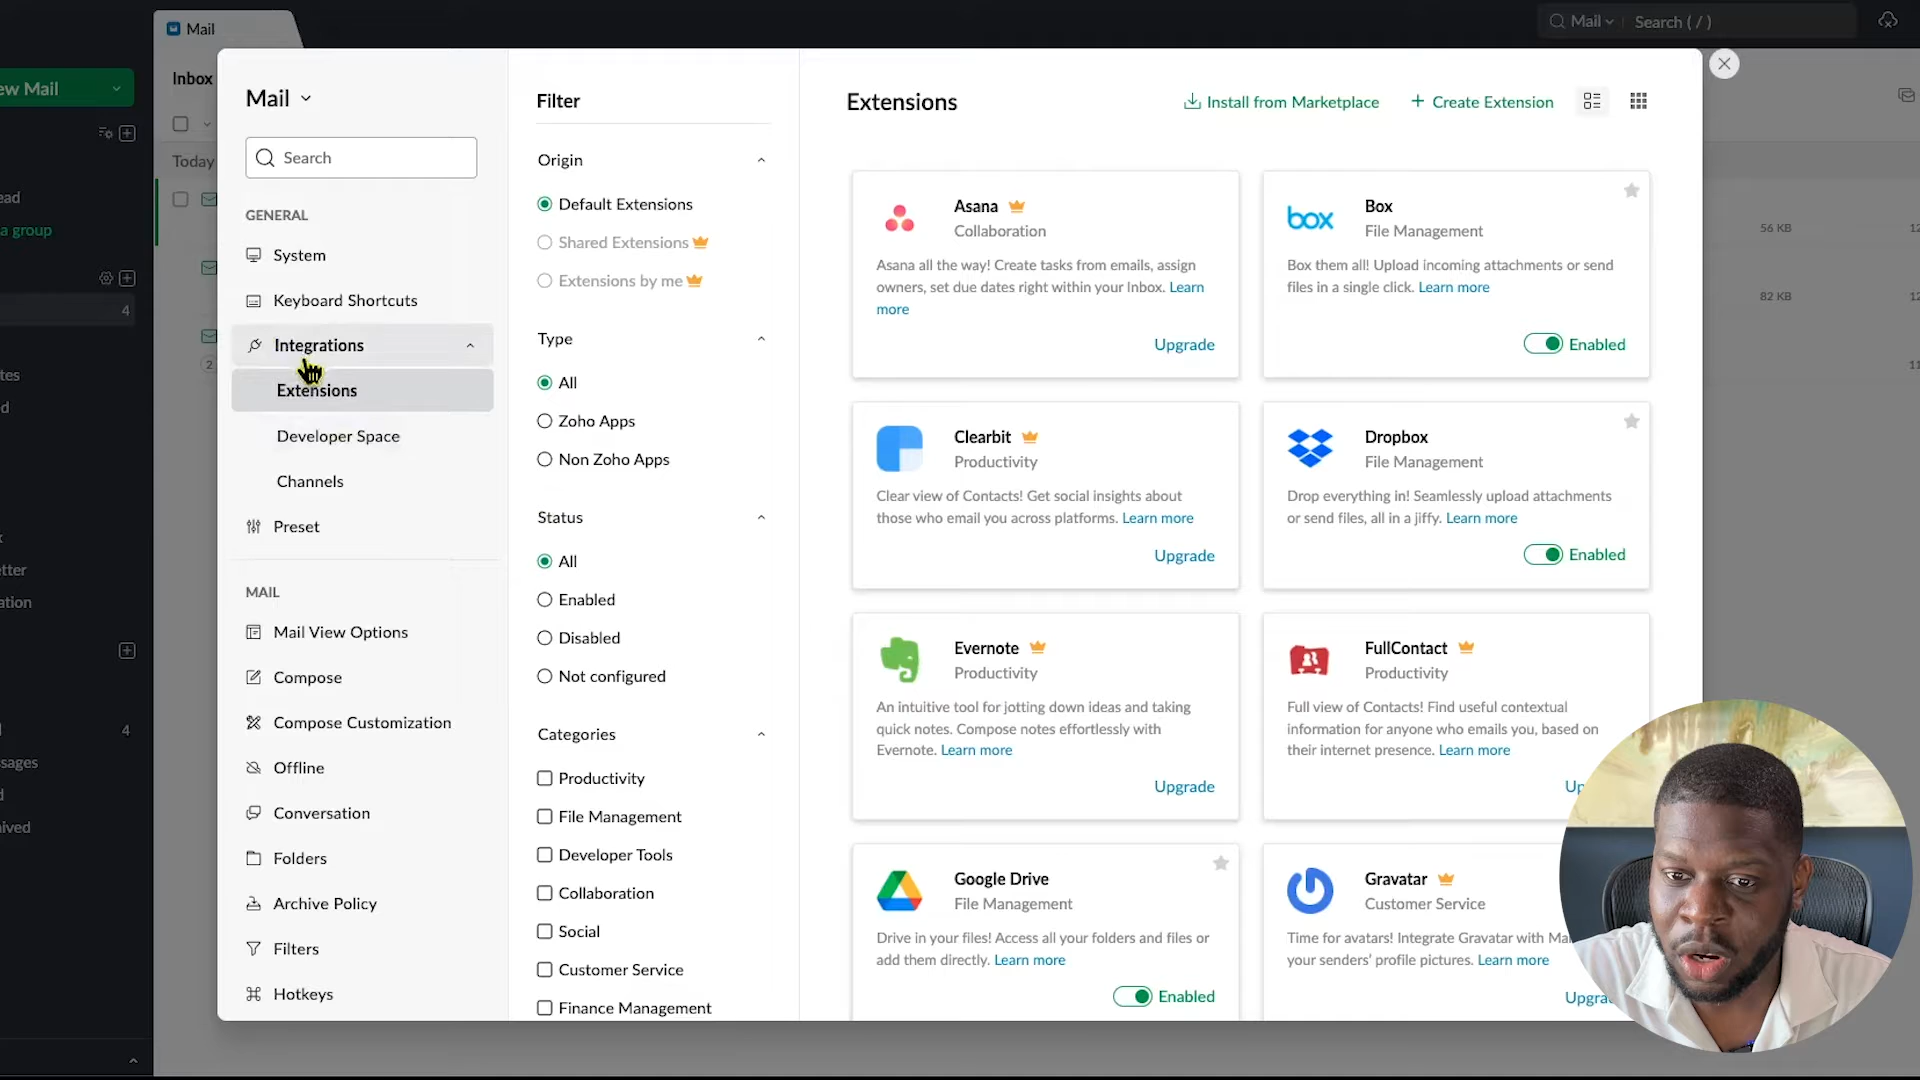 Mail
Mail
Search ( / )
ew Mail
Inbox
Today
ead
a group
4
tes
d
2
x
etter
ation
4
sages
d
ived
56 KB
12
82 KB
12
11
Mail
Search
GENERAL
System
Keyboard Shortcuts
Integrations
Extensions
Developer Space
Channels
Preset
MAIL
Mail View Options
Compose
Compose Customization
Offline
Conversation
Folders
Archive Policy
Filters
Hotkeys
Filter
Origin
Default Extensions
Shared Extensions
Extensions by me
Type
All
Zoho Apps
Non Zoho Apps
Status
All
Enabled
Disabled
Not configured
Categories
Productivity
File Management
Developer Tools
Collaboration
Social
Customer Service
Finance Management
Extensions
Install from Marketplace
+ Create Extension
Asana
Collaboration
Asana all the way! Create tasks from emails, assign
owners, set due dates right within your Inbox. Learn
more
Upgrade
box
Box
File Management
Box them all! Upload incoming attachments or send
files in a single click. Learn more
Enabled
Clearbit
Productivity
Clear view of Contacts! Get social insights about
those who email you across platforms. Learn more
Upgrade
Dropbox
File Management
Drop everything in! Seamlessly upload attachments
or send files, all in a jiffy. Learn more
Enabled
Evernote
Productivity
An intuitive tool for jotting down ideas and taking
quick notes. Compose notes effortlessly with
Evernote. Learn more
Upgrade
FullContact
Productivity
Full view of Contacts! Find useful contextual
information for anyone who emails you, based on
their internet presence. Learn more
Up
Google Drive
File Management
Drive in your files! Access all your folders and files or
add them directly. Learn more
Enabled
Gravatar
Customer Service
Time for avatars! Integrate Gravatar with Ma
your senders' profile pictures. Learn more
Upgra